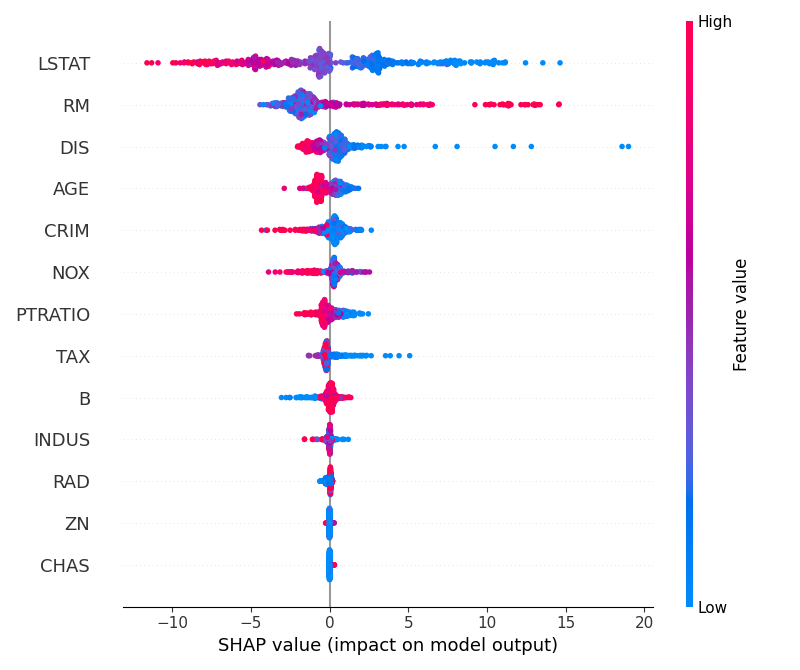 High
LSTAT
RM
DIS
AGE
CRIM
NOX
PTRATIO
TAX
B
INDUS
RAD
ZN
CHAS
Feature value
Low
−10 −5 0 5 10 15 20
SHAP value (impact on model output)